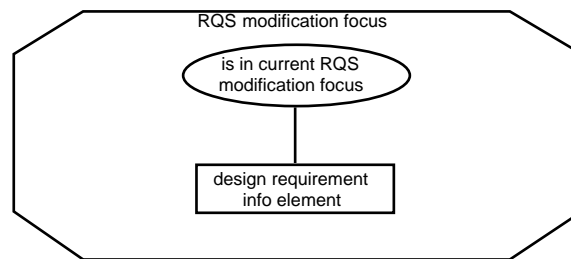 RQS modification focus
is in current RQS
modification focus
design requirement
info element